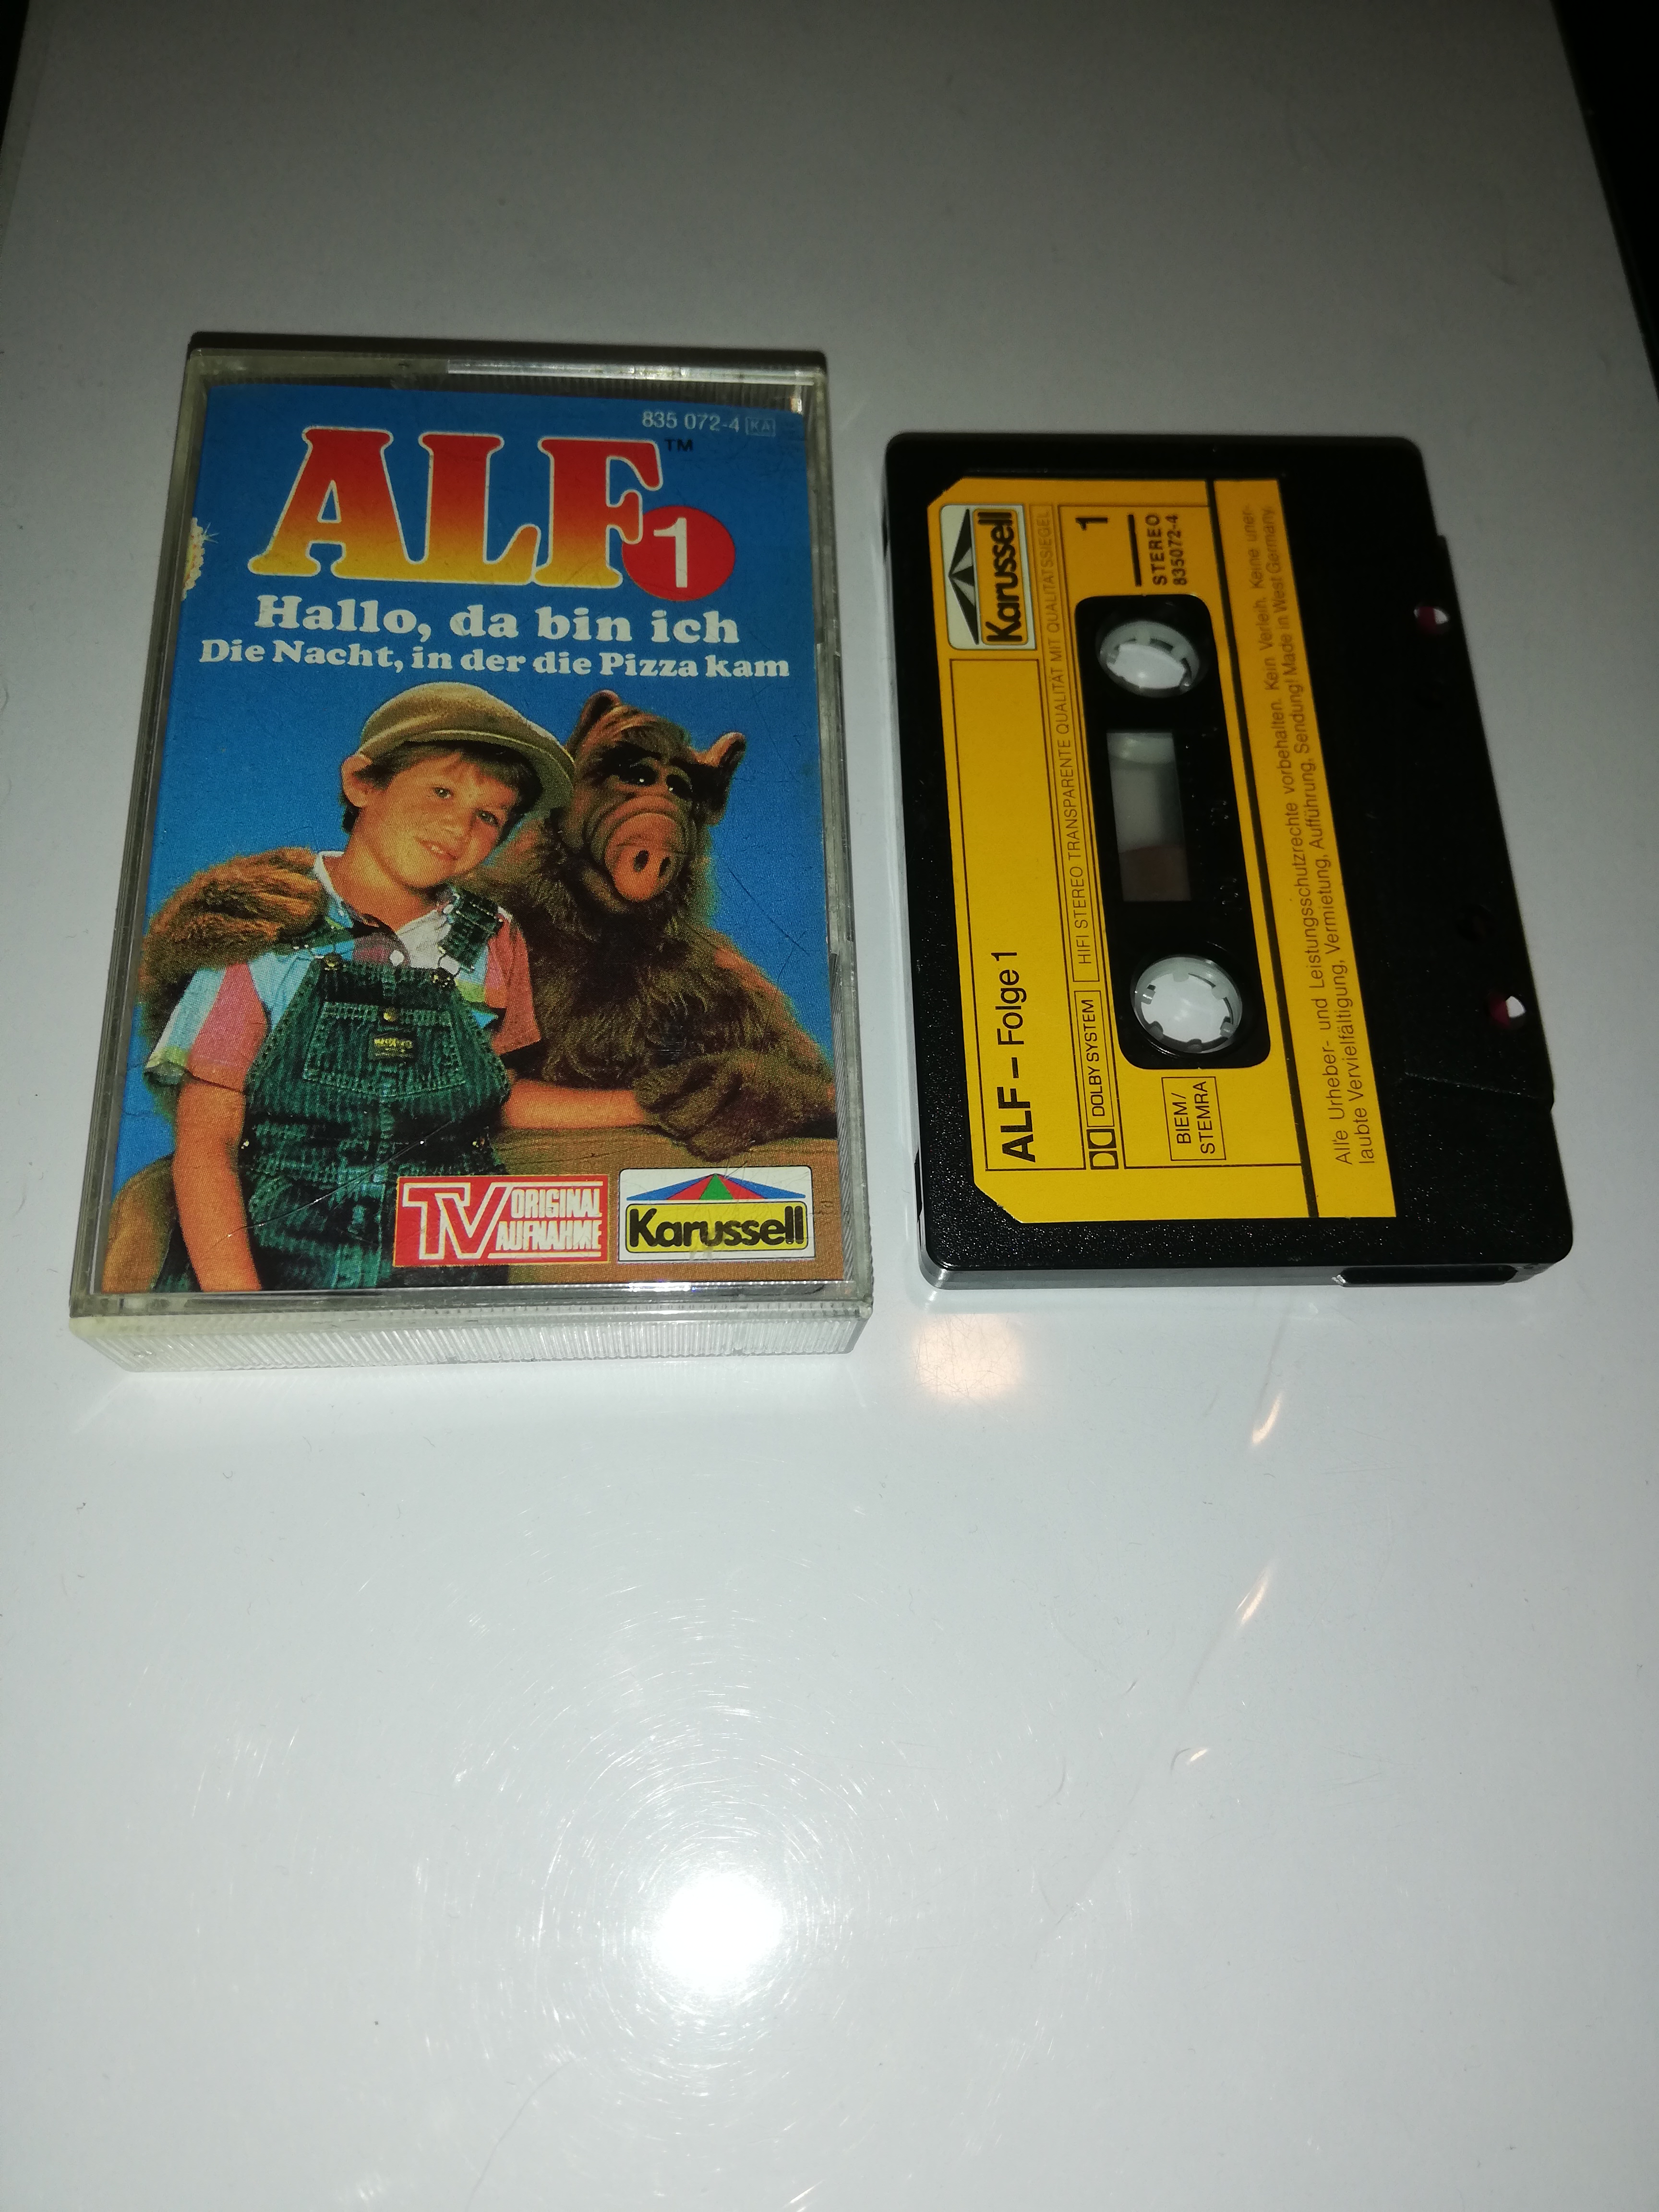 835 072-4 KA
ALF™
1
Hallo, da bin ich
Die Nacht, in der die Pizza kam
TV ORIGINAL
AUFNAHME
Karussell
Karussell
ALF – Folge 1
DOLBY SYSTEM
HIFI STEREO TRANSPARENTE QUALITÄT MIT QUALITÄTSSIEGEL
1
STEREO
835072-4
BIEM/
STEMRA
Alle Urheber- und Leistungsschutzrechte vorbehalten. Kein Verleih. Keine uner-
laubte Vervielfältigung, Vermietung, Aufführung, Sendung! Made in West Germany